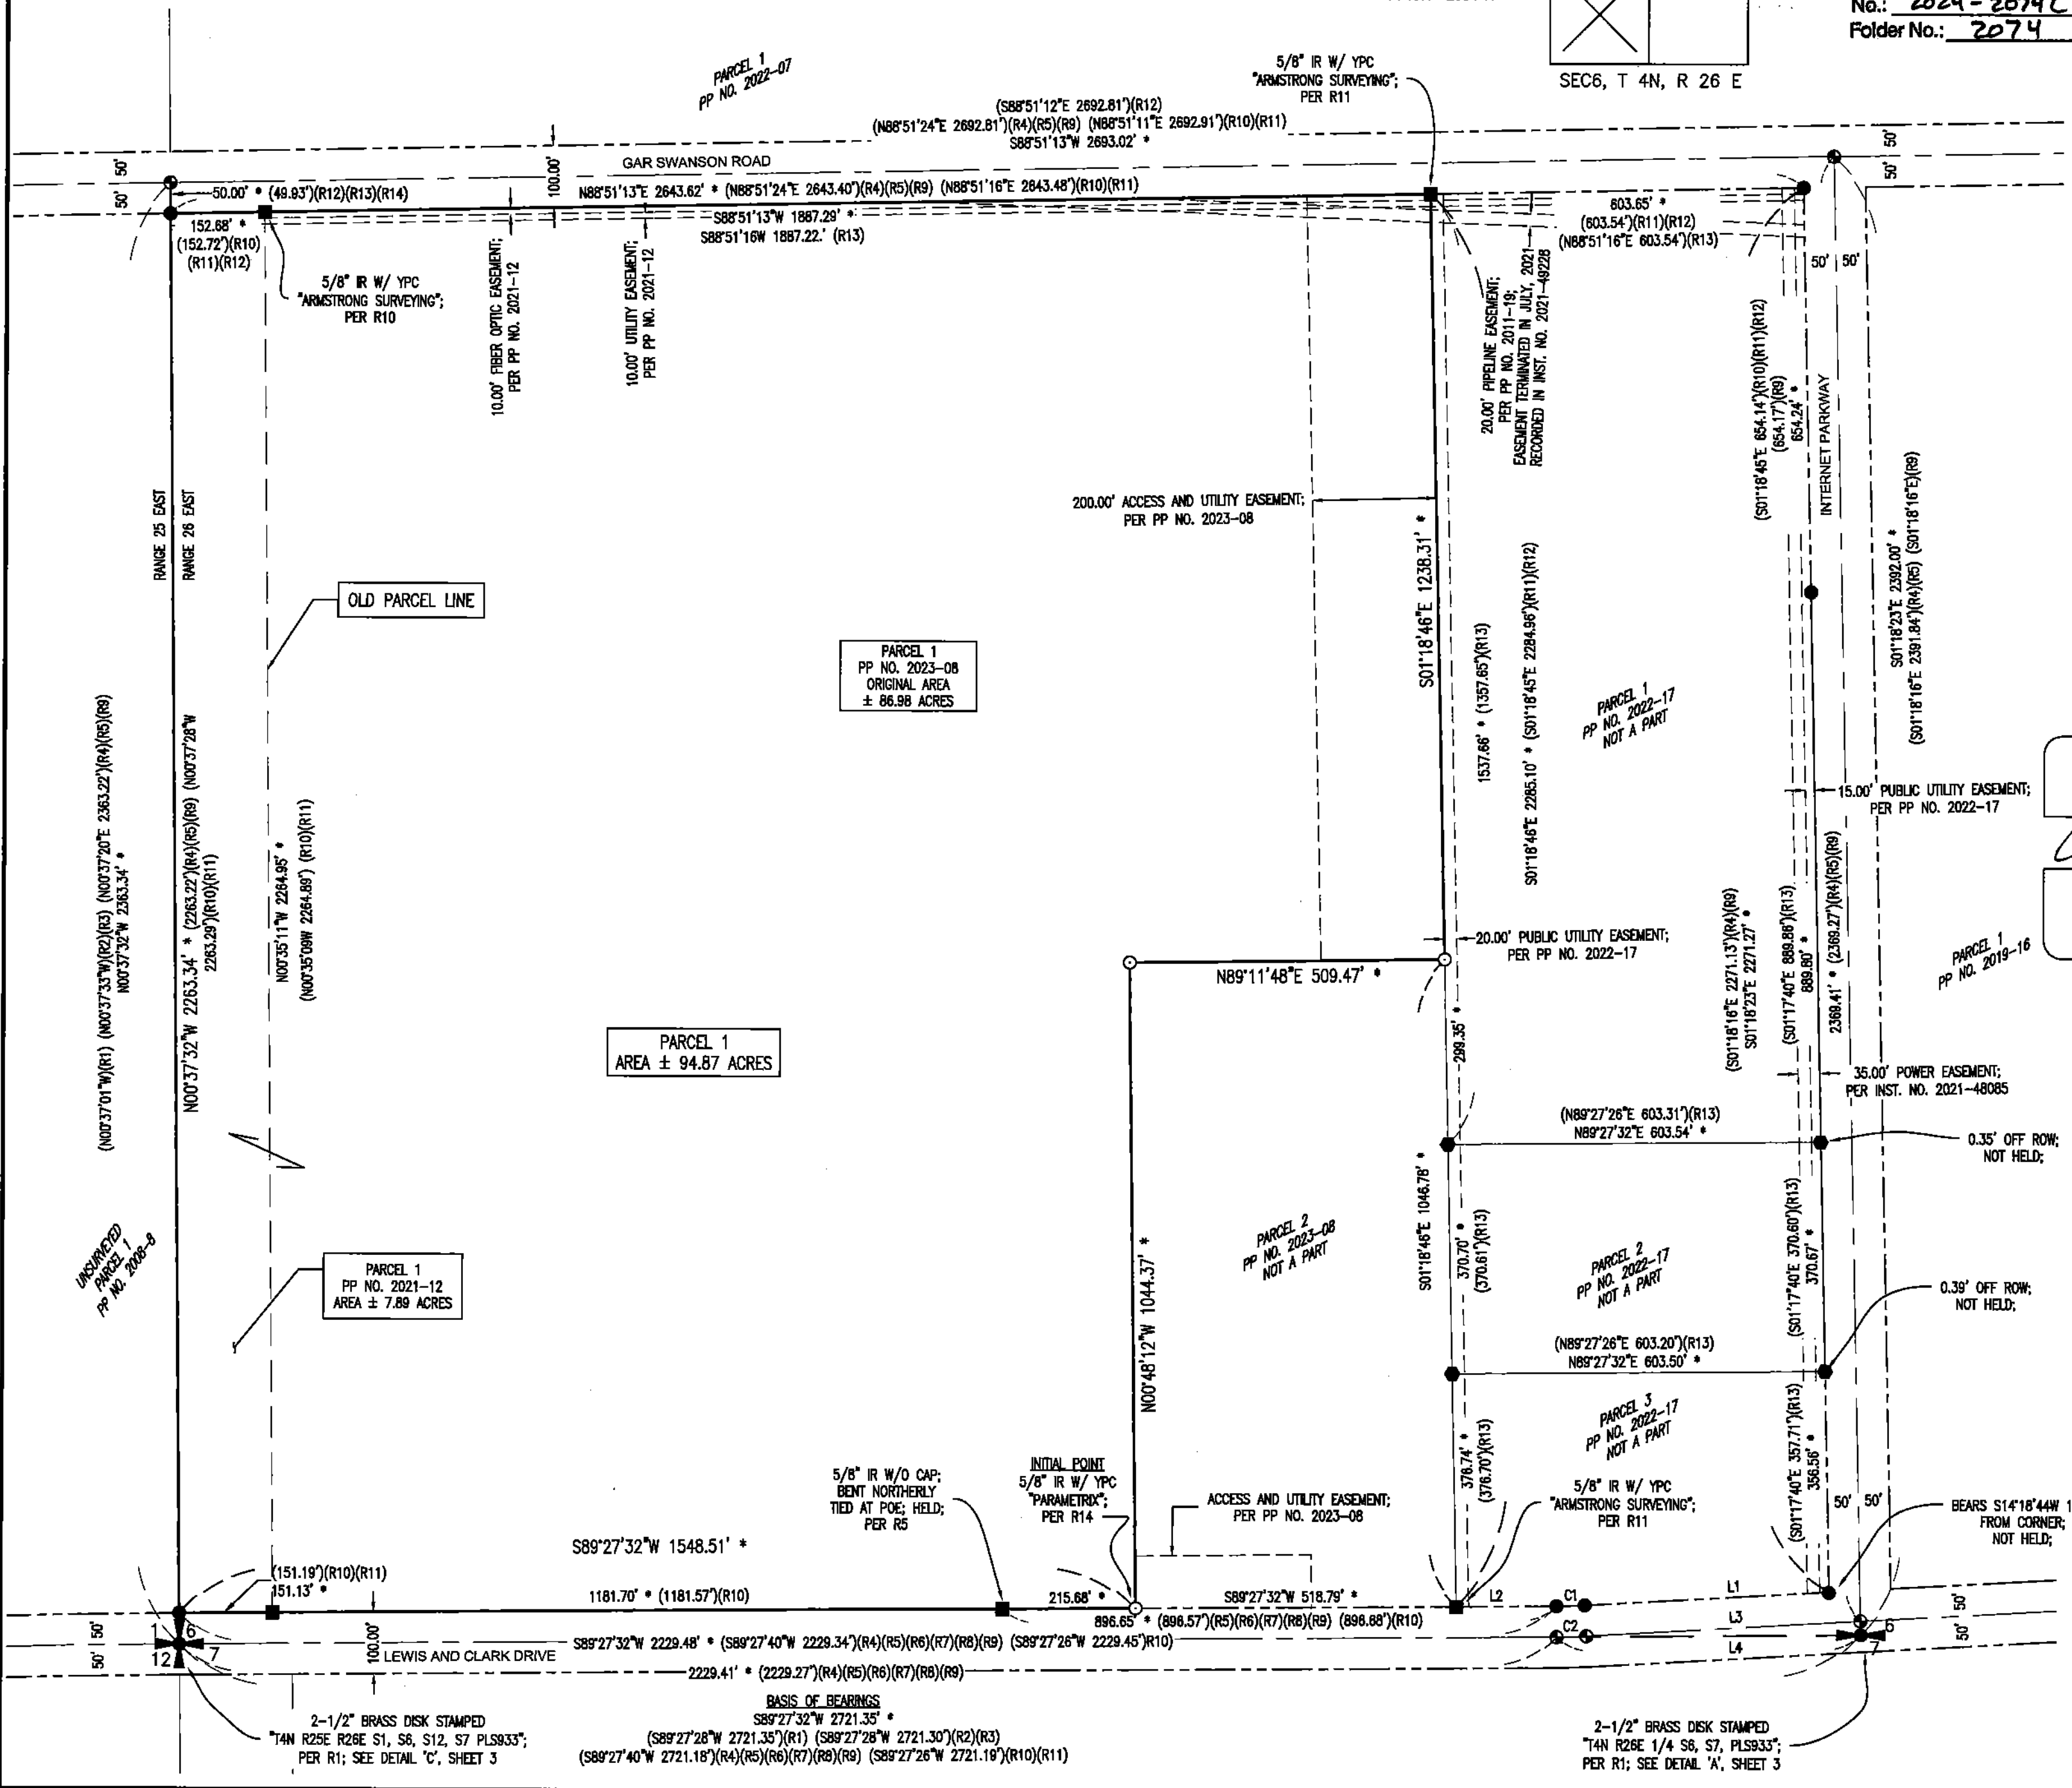 No.: 2024-2074C
Folder No.: 2074
SEC6, T 4N, R 26 E
PARCEL 1
PP NO. 2022-07
5/8" IR W/ YPC
"ARMSTRONG SURVEYING";
PER R11
(S88°51'12"E 2692.81')(R12)
(N88°51'24"E 2692.81')(R4)(R5)(R9) (N88°51'11"E 2692.91')(R10)(R11)
S88°51'13"W 2693.02' *
50'
50'
50'
50'
GAR SWANSON ROAD
100.00'
50.00' * (49.93')(R12)(R13)(R14)
N88°51'13"E 2643.62' * (N88°51'24"E 2643.40')(R4)(R5)(R9) (N88°51'16"E 2643.48')(R10)(R11)
S88°51'13"W 1887.29' *
S88°51'16W 1887.22.' (R13)
152.68' *
(152.72')(R10)
(R11)(R12)
603.65' *
(603.54')(R11)(R12)
(N88°51'16"E 603.54')(R13)
50' 50'
5/8" IR W/ YPC
"ARMSTRONG SURVEYING";
PER R10
10.00' FIBER OPTIC EASEMENT;
PER PP NO. 2021-12
10.00' UTILITY EASEMENT;
PER PP NO. 2021-12
20.00' PIPELINE EASEMENT;
PER PP NO. 2011-19;
EASEMENT TERMINATED IN JULY, 2021
RECORDED IN INST. NO. 2021-49228
(S01°18'45"E 654.14')(R10)(R11)(R12)
(654.17')(R9)
654.24' *
INTERNET PARKWAY
S01°18'23"E 2392.00' *
(S01°18'16"E 2391.84')(R4)(R5) (S01°18'16"E)(R9)
RANGE 25 EAST
RANGE 26 EAST
200.00' ACCESS AND UTILITY EASEMENT;
PER PP NO. 2023-08
S01°18'46"E 1238.31' *
OLD PARCEL LINE
PARCEL 1
PP NO. 2023-08
ORIGINAL AREA
± 86.98 ACRES
1537.66' * (1357.65')(R13)
S01°18'46"E 2285.10' * (S01°18'45"E 2284.96')(R11)(R12)
PARCEL 1
PP NO. 2022-17
NOT A PART
15.00' PUBLIC UTILITY EASEMENT;
PER PP NO. 2022-17
(N00°37'01"W)(R1) (N00°37'33"W)(R2)(R3) (N00°37'20"E 2363.22')(R4)(R5)(R9)
N00°37'32"W 2363.34' *
N00°37'32"W 2263.34' * (2263.22')(R4)(R5)(R9) (N00°37'28"W
2263.29')(R10)(R11)
N00°35'11"W 2264.95' *
(N00°35'09W 2264.89') (R10)(R11)
20.00' PUBLIC UTILITY EASEMENT;
PER PP NO. 2022-17
N89°11'48"E 509.47' *
299.35' *
(S01°18'16"E 2271.13')(R4)(R9)
S01°18'23"E 2271.27' *
(S01°17'40"E 889.86')(R13)
889.80' *
2369.41' * (2369.27')(R4)(R5)(R9)
PARCEL 1
PP NO. 2019-16
PARCEL 1
AREA ± 94.87 ACRES
35.00' POWER EASEMENT;
PER INST. NO. 2021-48085
(N89°27'26"E 603.31')(R13)
N89°27'32"E 603.54' *
0.35' OFF ROW;
NOT HELD;
UNSURVEYED
PARCEL 1
PP NO. 2008-8
PARCEL 1
PP NO. 2021-12
AREA ± 7.89 ACRES
N00°48'12"W 1044.37' *
PARCEL 2
PP NO. 2023-08
NOT A PART
S01°18'46"E 1046.78' *
370.70' *
(370.61')(R13)
PARCEL 2
PP NO. 2022-17
NOT A PART
(S01°17'40"E 370.60')(R13)
370.67' *
0.39' OFF ROW;
NOT HELD;
(N89°27'26"E 603.20')(R13)
N89°27'32"E 603.50' *
376.74' *
(376.70')(R13)
PARCEL 3
PP NO. 2022-17
NOT A PART
(S01°17'40"E 357.71')(R13)
356.56' *
50' 50'
5/8" IR W/O CAP;
BENT NORTHERLY
TIED AT POE; HELD;
PER R5
INITIAL POINT
5/8" IR W/ YPC
"PARAMETRIX";
PER R14
ACCESS AND UTILITY EASEMENT;
PER PP NO. 2023-08
5/8" IR W/ YPC
"ARMSTRONG SURVEYING";
PER R11
BEARS S14°18'44W 1
FROM CORNER;
NOT HELD;
S89°27'32"W 1548.51' *
(151.19')(R10)(R11)
151.13' *
1181.70' * (1181.57')(R10)
215.68' *
S89°27'32"W 518.79' *
L2
C1
L1
896.65' * (896.57')(R5)(R6)(R7)(R8)(R9) (896.68')(R10)
1 6
12 7
50'
50'
100.00'
S89°27'32"W 2229.48' * (S89°27'40"W 2229.34')(R4)(R5)(R6)(R7)(R8)(R9) (S89°27'26"W 2229.45')R10)
C2
L3
L4
6
7
50'
50'
LEWIS AND CLARK DRIVE
2229.41' * (2229.27')(R4)(R5)(R6)(R7)(R8)(R9)
BASIS OF BEARINGS
S89°27'32"W 2721.35' *
(S89°27'28"W 2721.35')(R1) (S89°27'28"W 2721.30')(R2)(R3)
(S89°27'40"W 2721.18')(R4)(R5)(R6)(R7)(R8)(R9) (S89°27'26"W 2721.19')(R10)(R11)
2-1/2" BRASS DISK STAMPED
"T4N R25E R26E S1, S6, S12, S7 PLS933";
PER R1; SEE DETAIL 'C', SHEET 3
2-1/2" BRASS DISK STAMPED
"T4N R26E 1/4 S6, S7, PLS933";
PER R1; SEE DETAIL 'A', SHEET 3